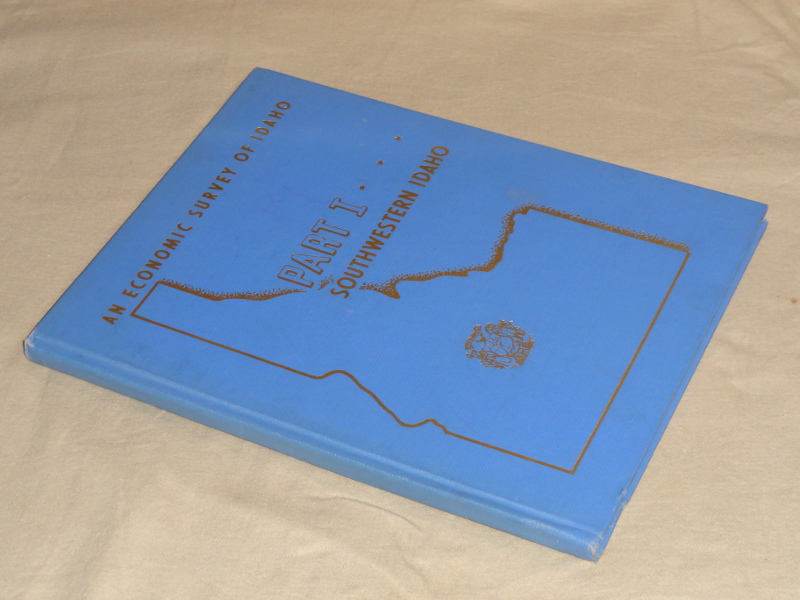 AN ECONOMIC SURVEY OF IDAHO
PART I . . .
SOUTHWESTERN IDAHO